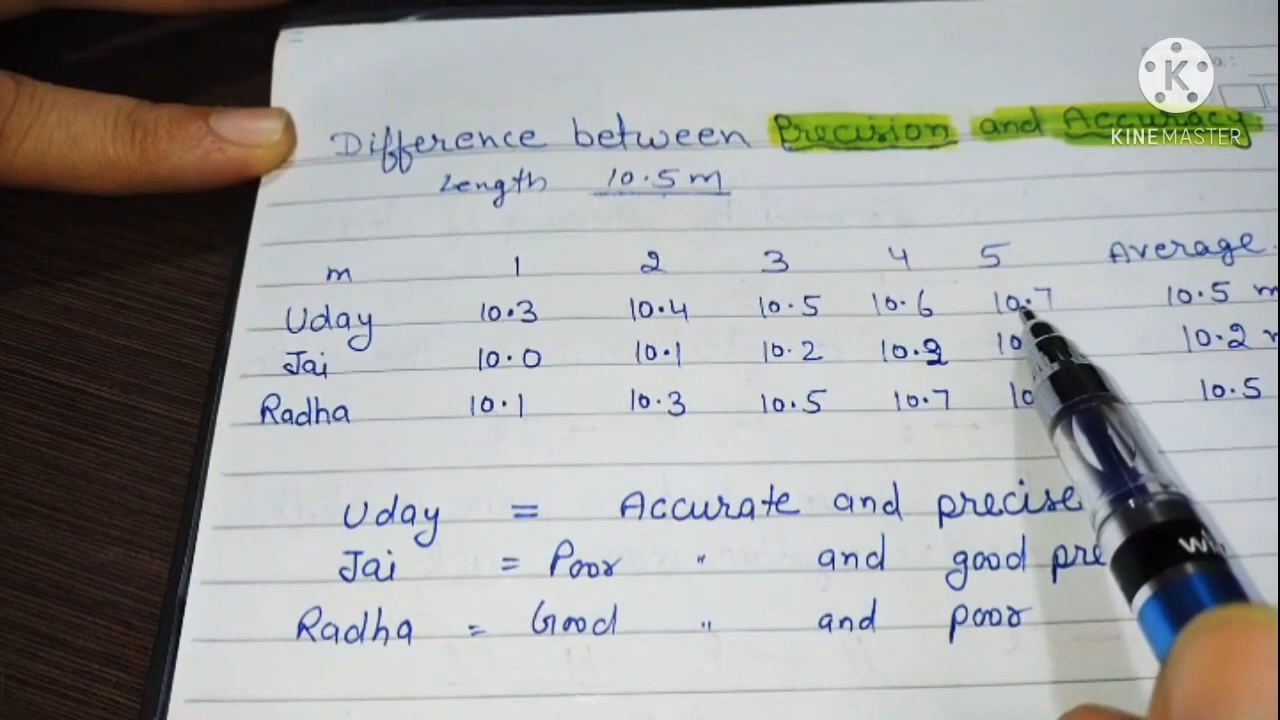 Difference between Precision and Accuracy
Length 10.5 m
m 1 2 3 4 5 Average
Uday 10.3 10.4 10.5 10.6 10.7 10.5 m
Jai 10.0 10.1 10.2 10.3 10 10.2 m
Radha 10.1 10.3 10.5 10.7 10 10.5
Uday = Accurate and precise
Jai = Poor " and good pre
Radha = Good " and poor
K
KINEMASTER